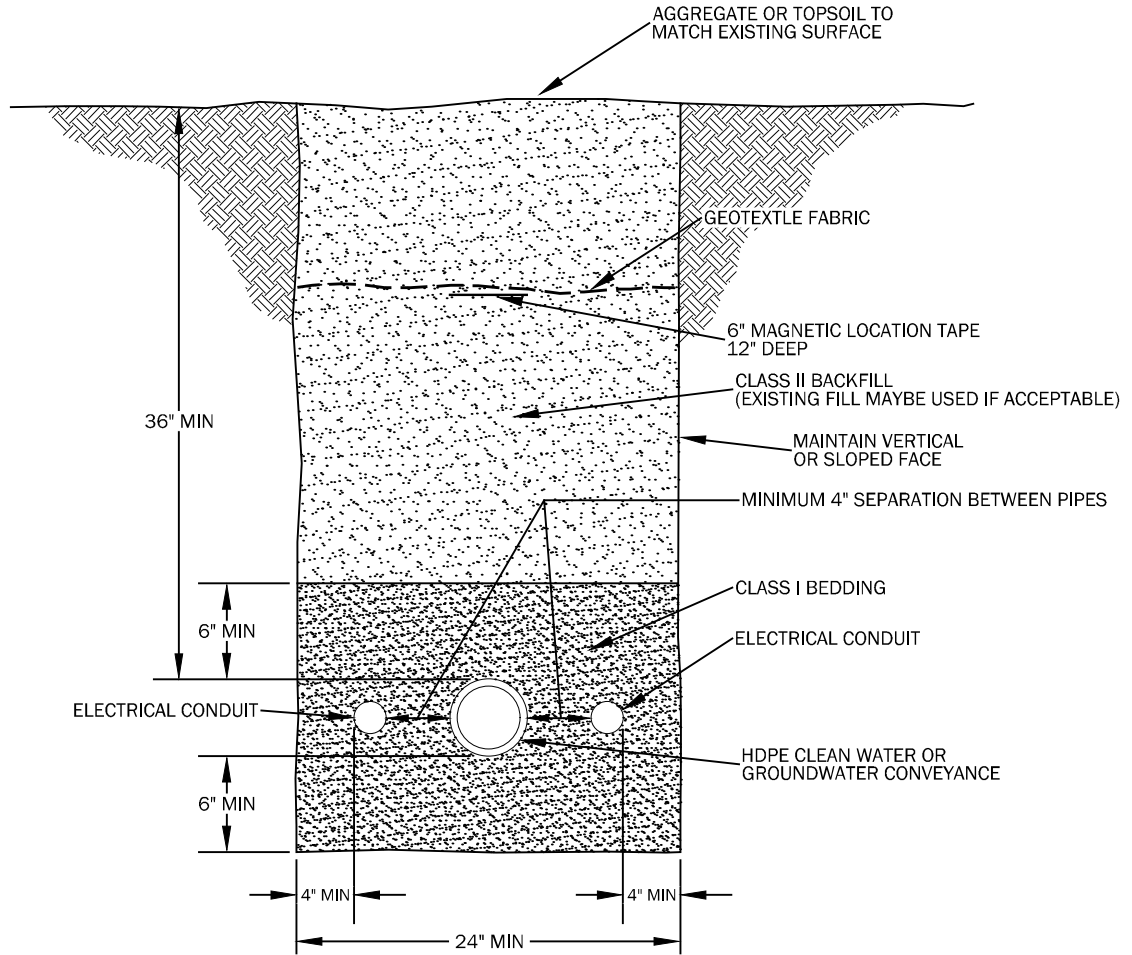 AGGREGATE OR TOPSOIL TO
MATCH EXISTING SURFACE
GEOTEXTLE FABRIC
6" MAGNETIC LOCATION TAPE
12" DEEP
CLASS II BACKFILL
(EXISTING FILL MAYBE USED IF ACCEPTABLE)
36" MIN
MAINTAIN VERTICAL
OR SLOPED FACE
MINIMUM 4" SEPARATION BETWEEN PIPES
CLASS I BEDDING
6" MIN
ELECTRICAL CONDUIT
ELECTRICAL CONDUIT
HDPE CLEAN WATER OR
GROUNDWATER CONVEYANCE
6" MIN
4" MIN
4" MIN
24" MIN